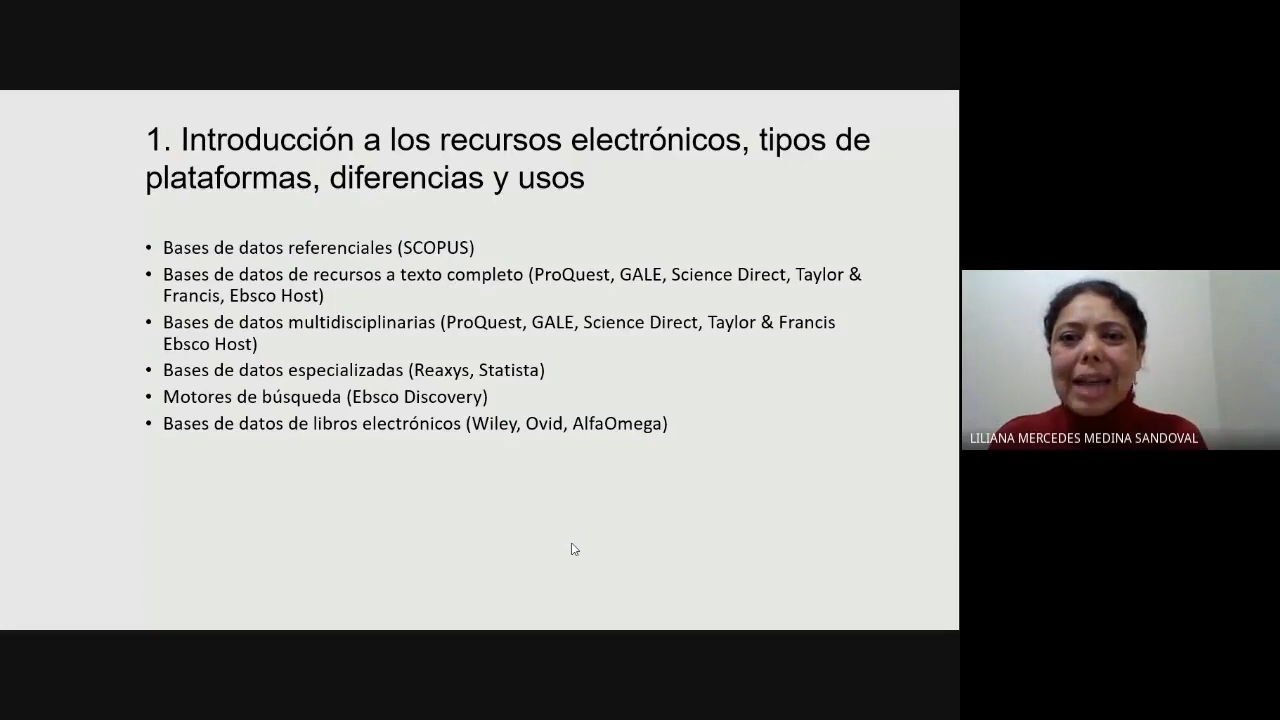 1. Introducción a los recursos electrónicos, tipos de
plataformas, diferencias y usos
• Bases de datos referenciales (SCOPUS)
• Bases de datos de recursos a texto completo (ProQuest, GALE, Science Direct, Taylor &
Francis, Ebsco Host)
• Bases de datos multidisciplinarias (ProQuest, GALE, Science Direct, Taylor & Francis
Ebsco Host)
• Bases de datos especializadas (Reaxys, Statista)
• Motores de búsqueda (Ebsco Discovery)
• Bases de datos de libros electrónicos (Wiley, Ovid, AlfaOmega)
LILIANA MERCEDES MEDINA SANDOVAL